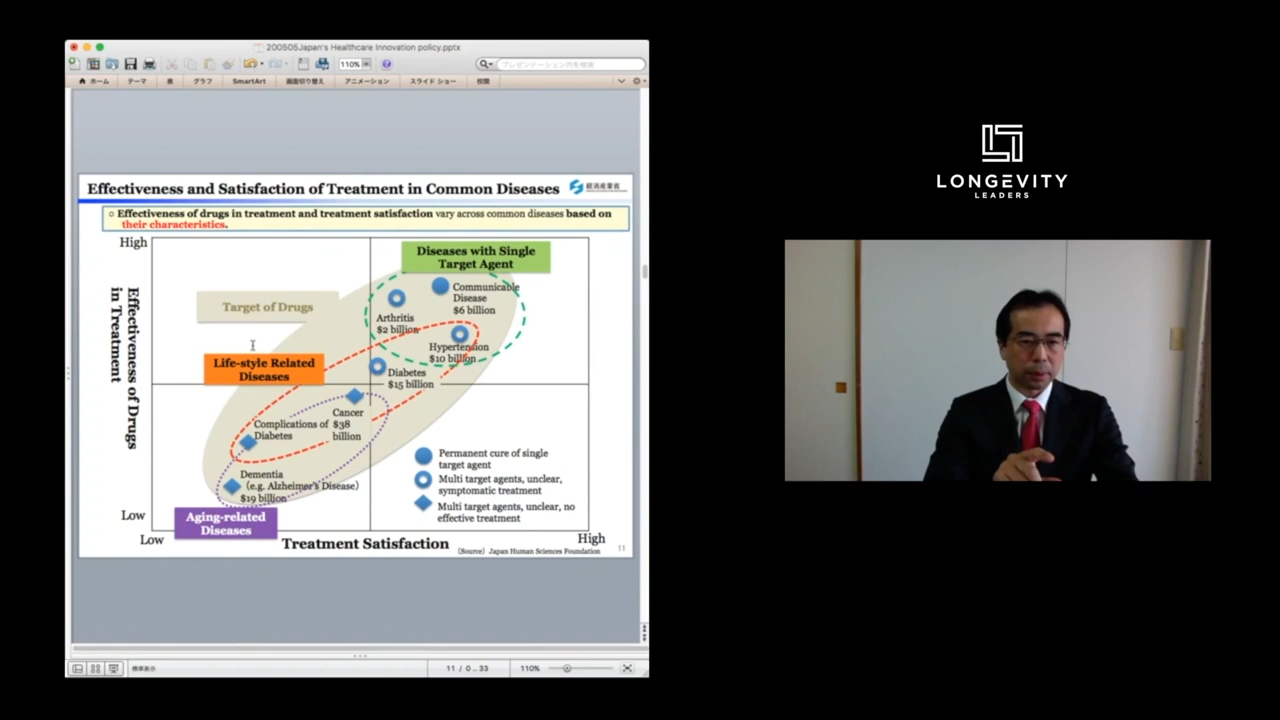 200505Japan's Healthcare Innovation policy.pptx
110%
プレゼンテーション内を検索
ホーム
テーマ
表
グラフ
SmartArt
画面切り替え
アニメーション
スライド ショー
校閲
Effectiveness and Satisfaction of Treatment in Common Diseases
経済産業省
○ Effectiveness of drugs in treatment and treatment satisfaction vary across common diseases based on
their characteristics.
High
Effectiveness of Drugs
in Treatment
Low
Diseases with Single
Target Agent
Target of Drugs
Communicable
Disease
$6 billion
Arthritis
$2 billion
Hypertension
$10 billion
Life-style Related
Diseases
Diabetes
$15 billion
Cancer
$38
billion
Complications of
Diabetes
Dementia
(e.g. Alzheimer's Disease)
$19 billion
Permanent cure of single
target agent
Multi target agents, unclear,
symptomatic treatment
Multi target agents, unclear, no
effective treatment
Aging-related
Diseases
Low
Treatment Satisfaction
High
(Source) Japan Human Sciences Foundation
11
標準表示
11 / 0 .. 33
110%
LONGEVITY
LEADERS